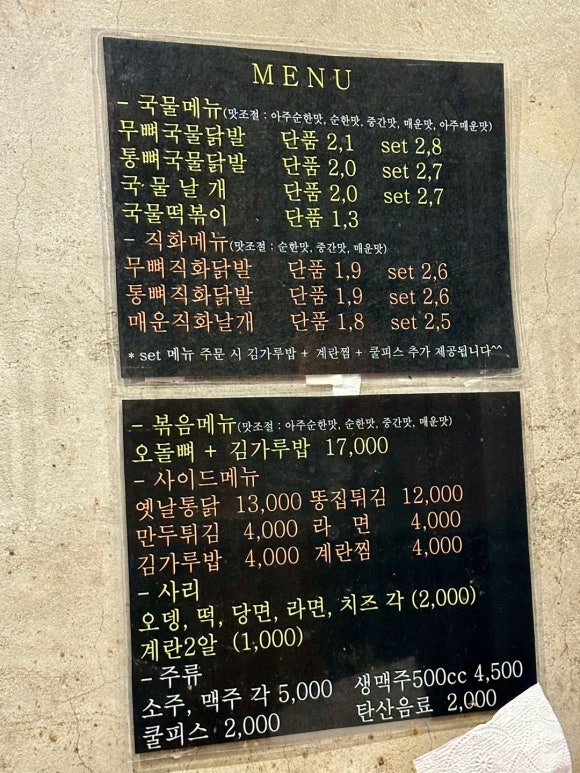 MENU
- 국물메뉴(맛조절 : 아주순한맛, 순한맛, 중간맛, 매운맛, 아주매운맛)
무뼈국물닭발 단품 2,1 set 2,8
통뼈국물닭발 단품 2,0 set 2,7
국물날개 단품 2,0 set 2,7
국물떡볶이 단품 1,3
- 직화메뉴(맛조절 : 순한맛, 중간맛, 매운맛)
무뼈직화닭발 단품 1,9 set 2,6
통뼈직화닭발 단품 1,9 set 2,6
매운직화날개 단품 1,8 set 2,5
* set 메뉴 주문 시 김가루밥 + 계란찜 + 쿨피스 추가 제공됩니다^^
- 볶음메뉴(맛조절 : 아주순한맛, 순한맛, 중간맛, 매운맛)
오돌뼈 + 김가루밥 17,000
- 사이드메뉴
옛날통닭 13,000 똥집튀김 12,000
만두튀김 4,000 라 면 4,000
김가루밥 4,000 계란찜 4,000
- 사리
오뎅, 떡, 당면, 라면, 치즈 각 (2,000)
계란2알 (1,000)
- 주류
소주, 맥주 각 5,000 생맥주500cc 4,500
쿨피스 2,000 탄산음료 2,000